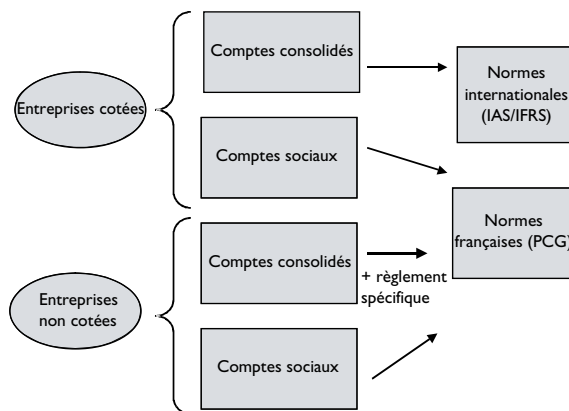 Comptes consolidés
Normes
internationales
(IAS/IFRS)
Entreprises cotées
Comptes sociaux
Normes
françaises (PCG)
Comptes consolidés
+ règlement
spécifique
Entreprises
non cotées
Comptes sociaux